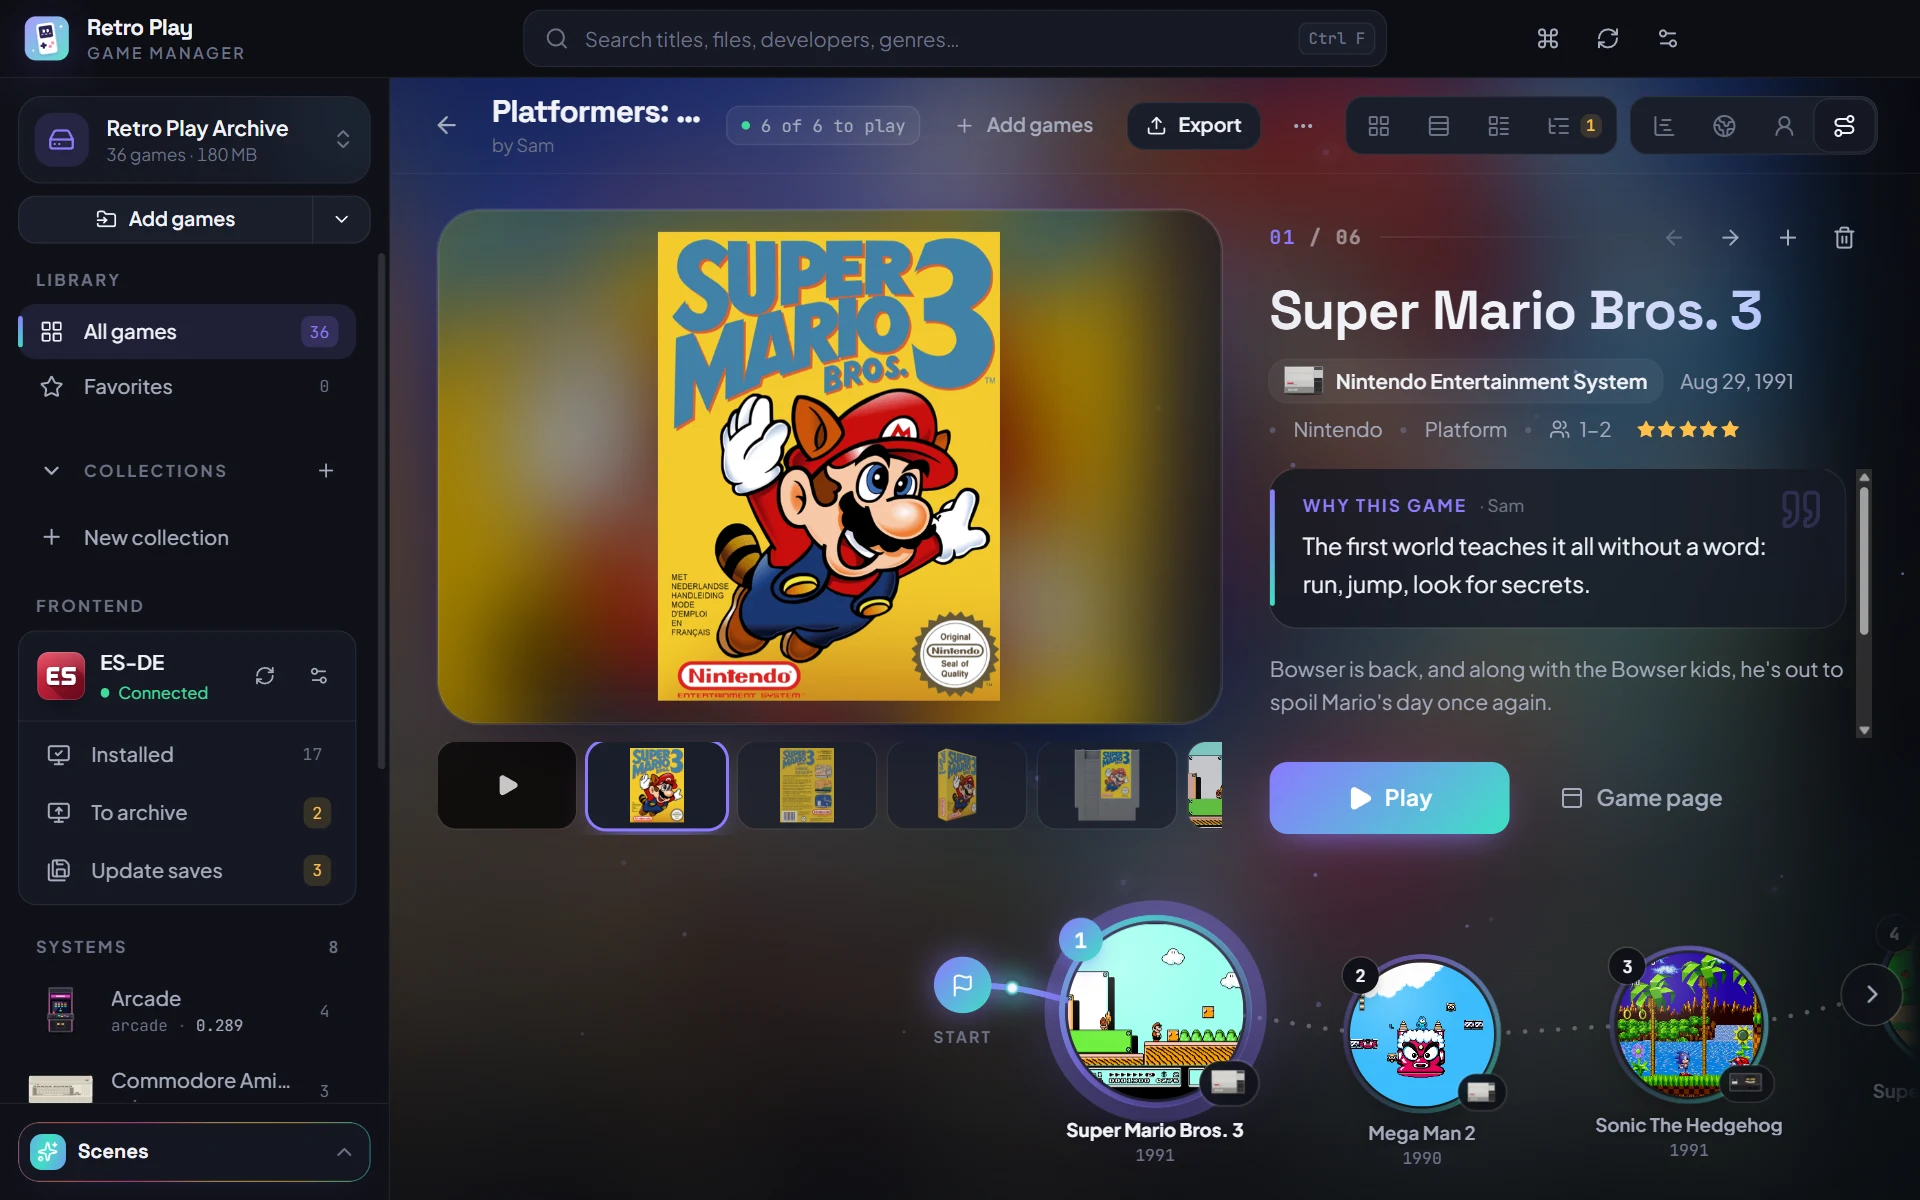 Retro Play
GAME MANAGER
Search titles, files, developers, genres...
Ctrl F
Retro Play Archive
36 games · 180 MB
Add games
LIBRARY
All games
36
Favorites
0
COLLECTIONS
New collection
FRONTEND
ES
ES-DE
Connected
Installed
17
To archive
2
Update saves
3
SYSTEMS
8
Arcade
arcade · 0.289
4
Commodore Ami...
3
Scenes
Platformers: ...
by Sam
6 of 6 to play
Add games
Export
1
SUPER
MARIO
BROS.
3
TM
MET
NEDERLANDSE
HANDLEIDING
MODE
D'EMPLOI
EN
FRANÇAIS
Nintendo
ENTERTAINMENT SYSTEM
Original
Nintendo
Seal of
Quality
01 / 06
Super Mario Bros. 3
Nintendo Entertainment System
Aug 29, 1991
Nintendo
Platform
1–2
WHY THIS GAME · Sam
The first world teaches it all without a word:
run, jump, look for secrets.
Bowser is back, and along with the Bowser kids, he's out to
spoil Mario's day once again.
Play
Game page
START
1
Super Mario Bros. 3
1991
2
Mega Man 2
1990
3
Sonic The Hedgehog
1991
4